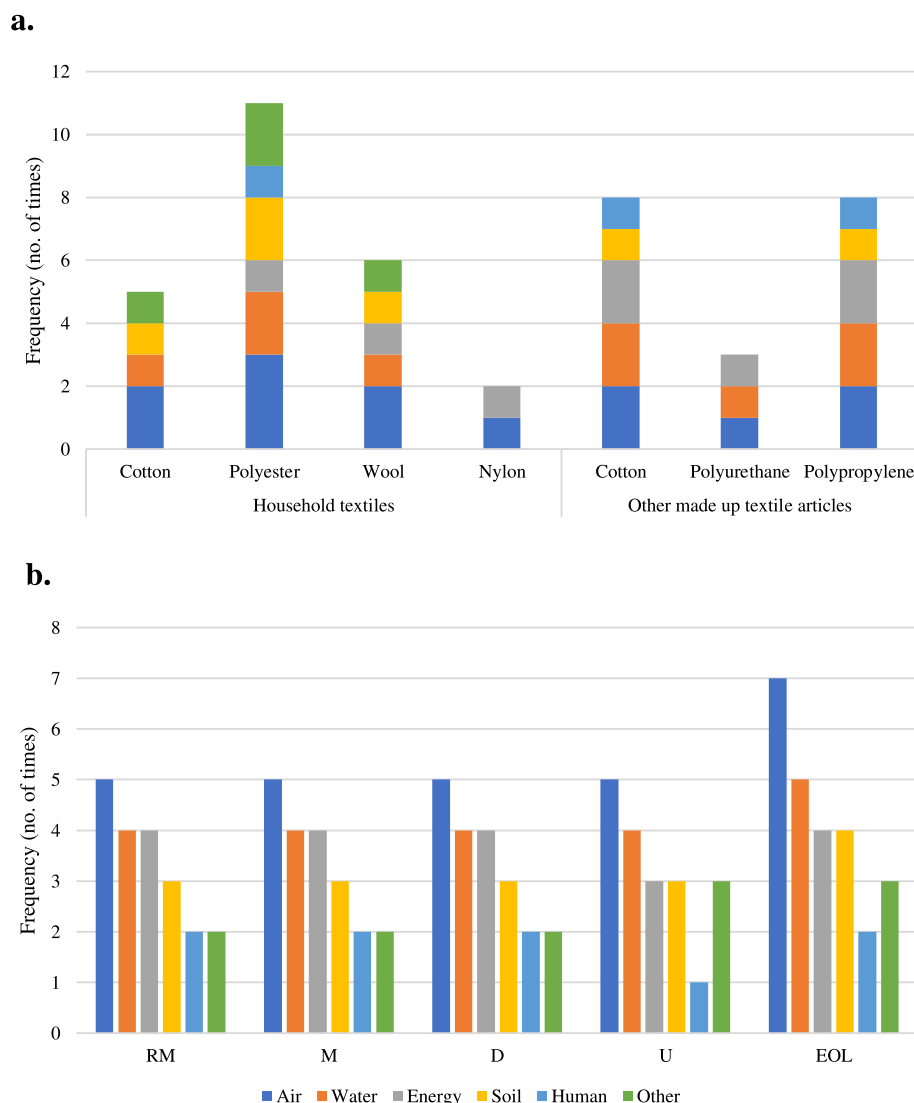 a.
Frequency (no. of times)
12
10
8
6
4
2
0
Cotton Polyester Wool Nylon Cotton Polyurethane Polypropylene
Household textiles Other made up textile articles
b.
Frequency (no. of times)
8
7
6
5
4
3
2
1
0
RM M D U EOL
Air Water Energy Soil Human Other